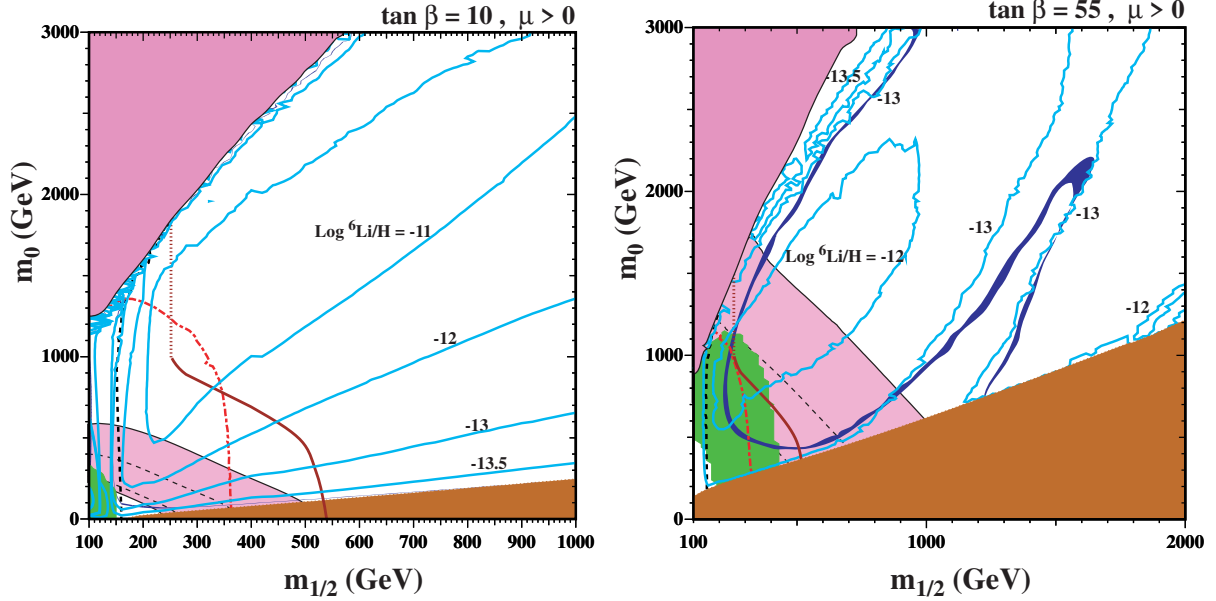 tan β = 10 , μ > 0
3000
2000
1000
0
m0 (GeV)
Log 6Li/H = -11
-12
-13
-13.5
100 200 300 400 500 600 700 800 900 1000
m1/2 (GeV)
tan β = 55 , μ > 0
3000
2000
1000
0
m0 (GeV)
-13.5
-13
-13
-13
Log 6Li/H = -12
-12
100 1000 2000
m1/2 (GeV)